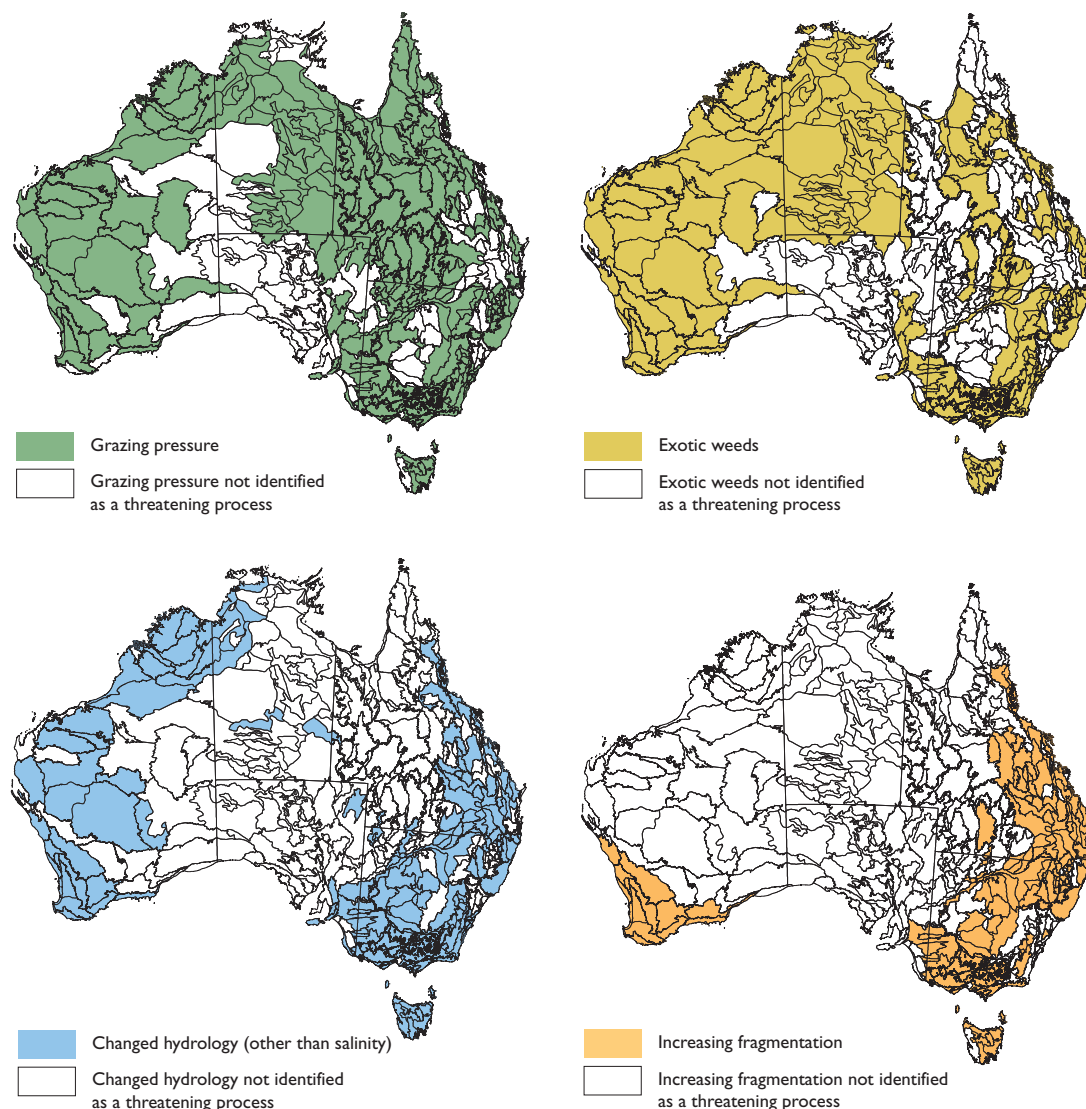 Grazing pressure
Grazing pressure not identified
as a threatening process
Exotic weeds
Exotic weeds not identified
as a threatening process
Changed hydrology (other than salinity)
Changed hydrology not identified
as a threatening process
Increasing fragmentation
Increasing fragmentation not identified
as a threatening process